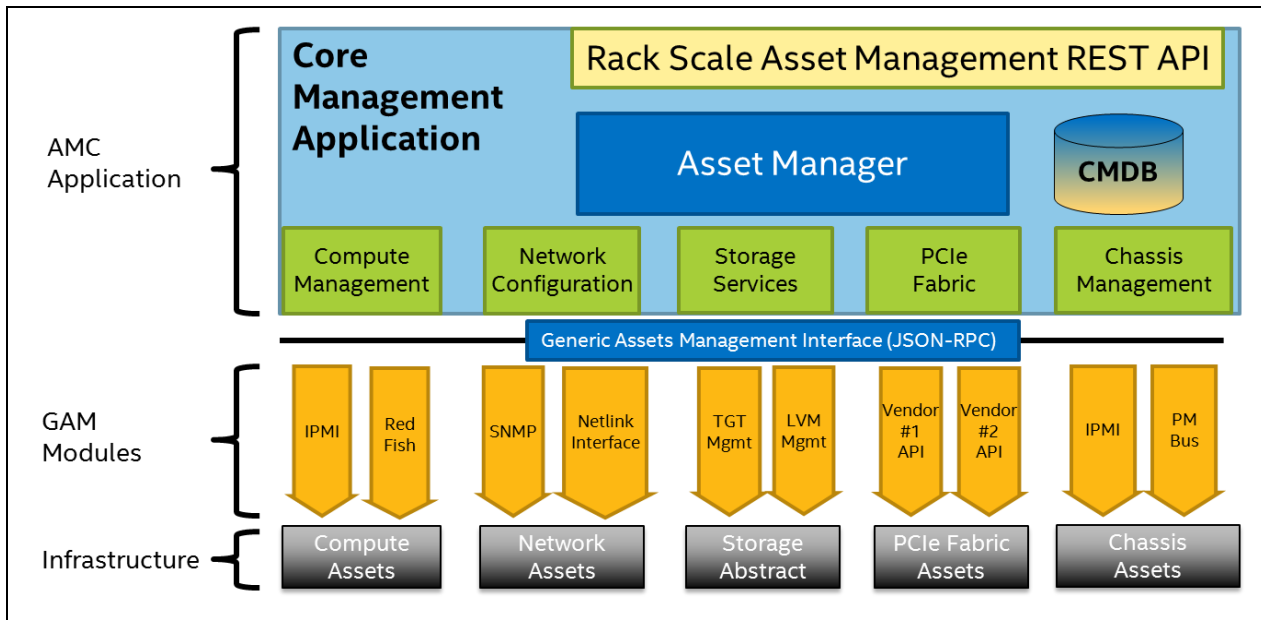 Core
Management
Application
Rack Scale Asset Management REST API
AMC
Application
Asset Manager
CMDB
Compute
Management
Network
Configuration
Storage
Services
PCIe
Fabric
Chassis
Management
Generic Assets Management Interface (JSON-RPC)
GAM
Modules
IPMI
Red
Fish
SNMP
Netlink
Interface
TGT
Mgmt
LVM
Mgmt
Vendor
#1
API
Vendor
#2
API
IPMI
PM
Bus
Infrastructure
Compute
Assets
Network
Assets
Storage
Abstract
PCIe Fabric
Assets
Chassis
Assets